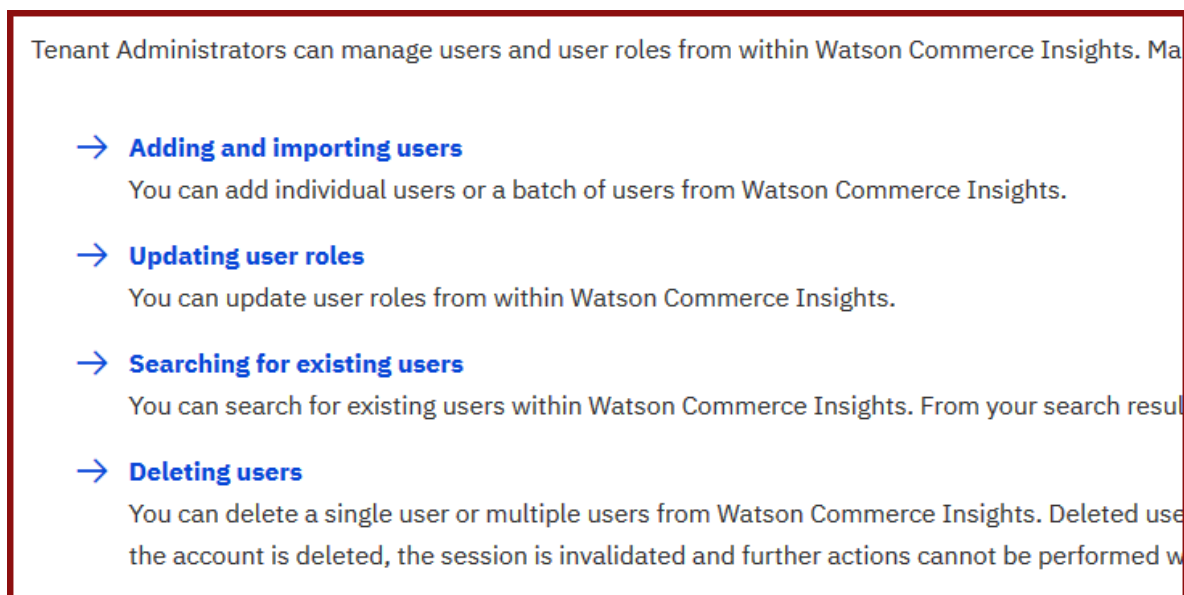 Tenant Administrators can manage users and user roles from within Watson Commerce Insights. Ma
→ Adding and importing users
You can add individual users or a batch of users from Watson Commerce Insights.
→ Updating user roles
You can update user roles from within Watson Commerce Insights.
→ Searching for existing users
You can search for existing users within Watson Commerce Insights. From your search resul
→ Deleting users
You can delete a single user or multiple users from Watson Commerce Insights. Deleted use
the account is deleted, the session is invalidated and further actions cannot be performed w